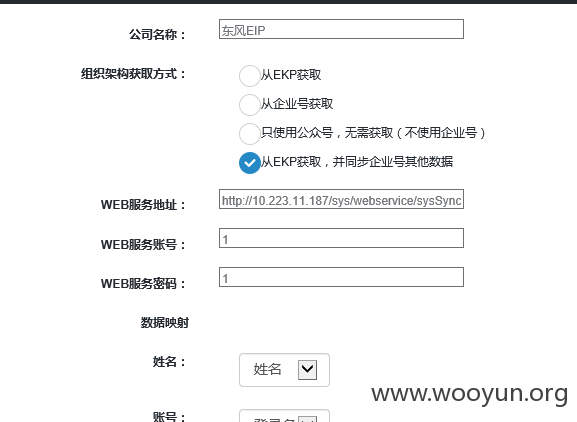 公司名称： 东风EIP
组织架构获取方式： 从EKP获取
从企业号获取
只使用公众号，无需获取（不使用企业号）
从EKP获取，并同步企业号其他数据
WEB服务地址： http://10.223.11.187/sys/webservice/sysSync
WEB服务账号： 1
WEB服务密码： 1
数据映射
姓名： 姓名
www.wooyun.org
账号： 登录名